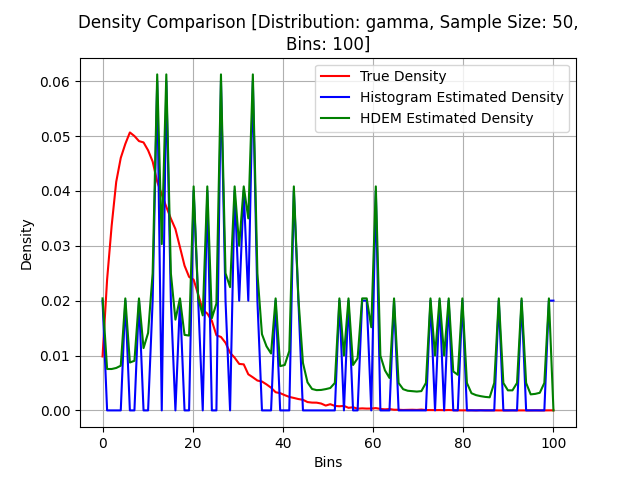 Density Comparison [Distribution: gamma, Sample Size: 50,
Bins: 100]
True Density
Histogram Estimated Density
HDEM Estimated Density
Density
0.06
0.05
0.04
0.03
0.02
0.01
0.00
0 20 40 60 80 100
Bins